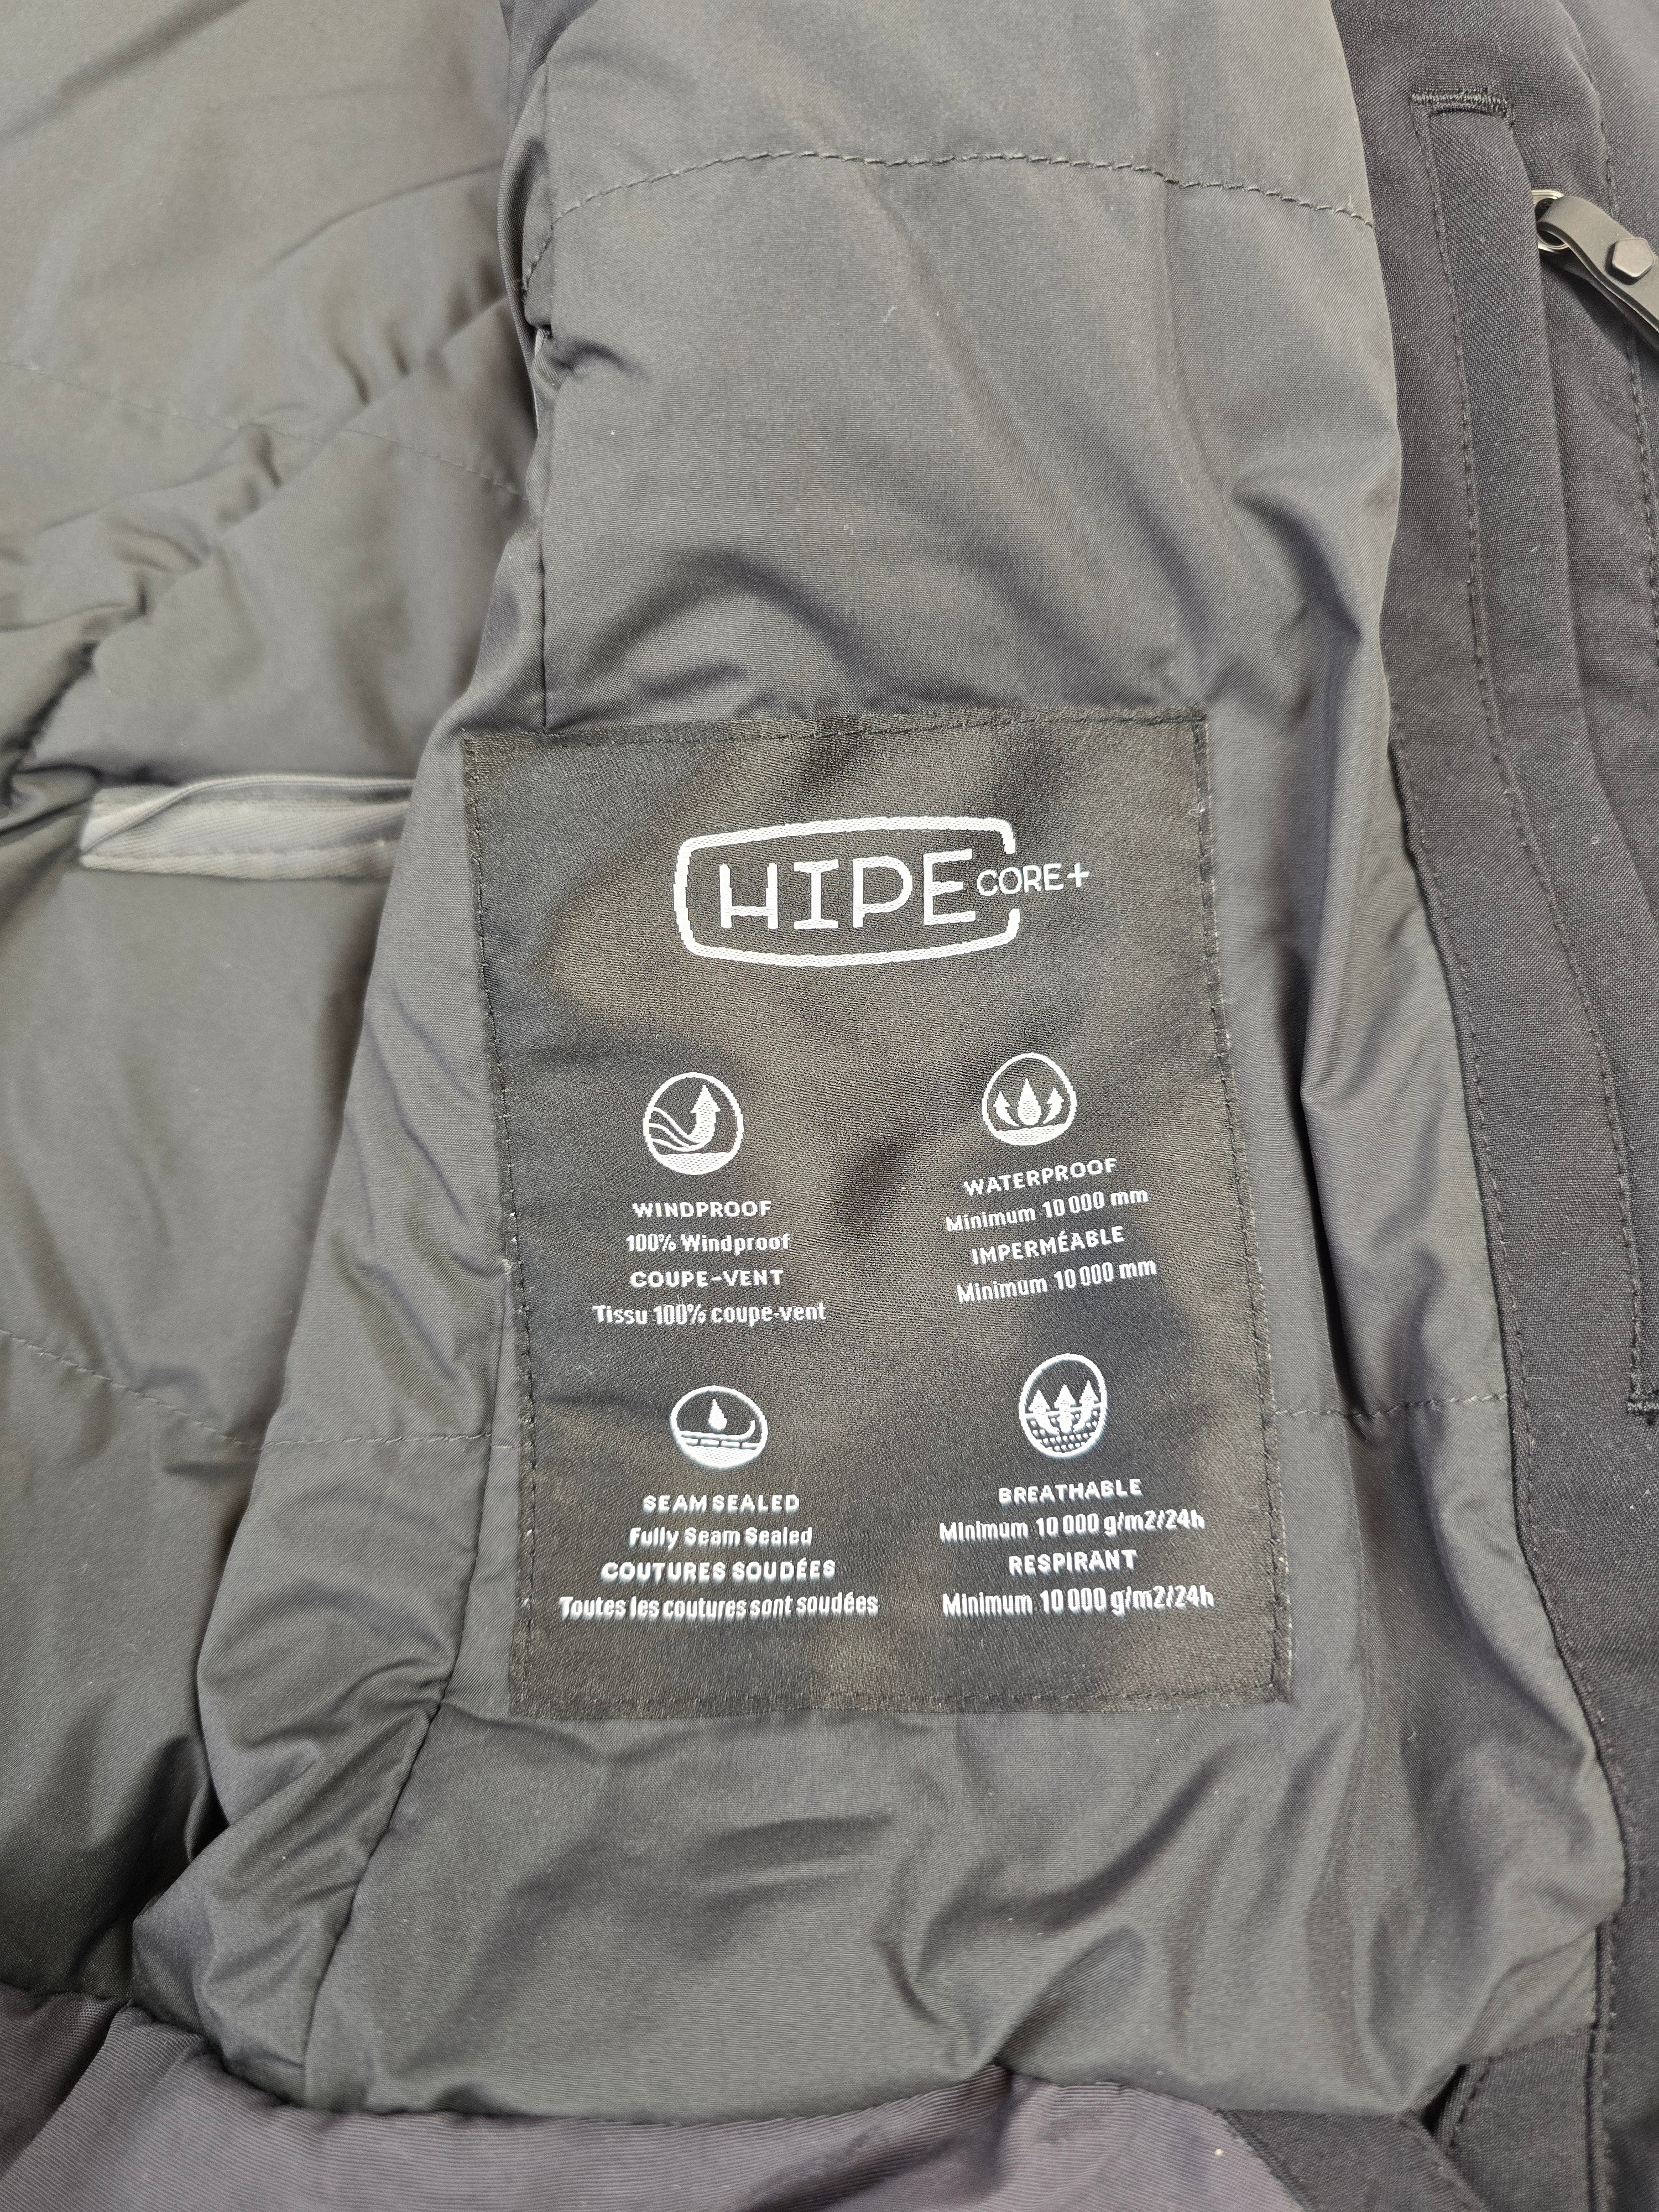 HIPE CORE+
WINDPROOF
100% Windproof
COUPE-VENT
Tissu 100% coupe-vent
WATERPROOF
Minimum 10 000 mm
IMPERMÉABLE
Minimum 10 000 mm
SEAM SEALED
Fully Seam Sealed
COUTURES SOUDÉES
Toutes les coutures sont soudées
BREATHABLE
Minimum 10 000 g/m2/24h
RESPIRANT
Minimum 10 000 g/m2/24h